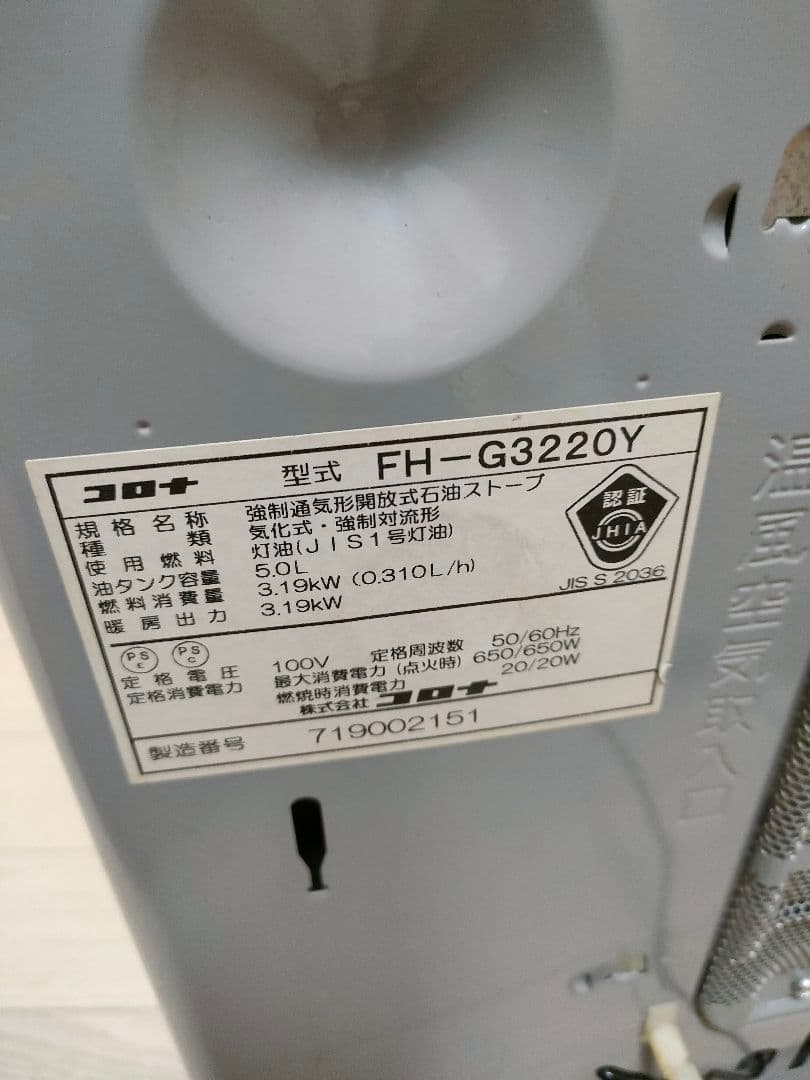 コロナ 型式 FH-G3220Y
規格名称 強制通気形開放式石油ストーブ
種類 気化式・強制対流形
使用燃料 灯油(JIS1号灯油)
油タンク容量 5.0L
燃料消費量 3.19kW (0.310L/h)
暖房出力 3.19kW
認証
JHIA
JIS S 2036
PS E PS C
定格電圧 100V 定格周波数 50/60Hz
定格消費電力 最大消費電力(点火時) 650/650W
燃焼時消費電力 20/20W
株式会社 コロナ
製造番号 719002151
温風空気取入口